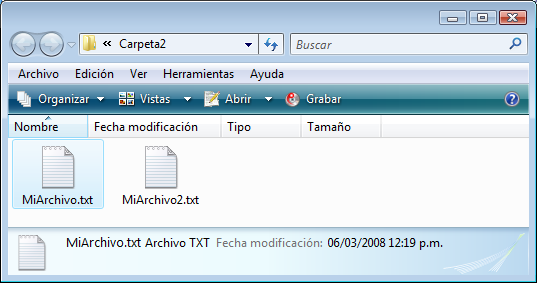 « Carpeta2
Buscar
Archivo Edición Ver Herramientas Ayuda
Organizar Vistas Abrir Grabar
Nombre Fecha modificación Tipo Tamaño
MiArchivo.txt MiArchivo2.txt
MiArchivo.txt Archivo TXT Fecha modificación: 06/03/2008 12:19 p.m.